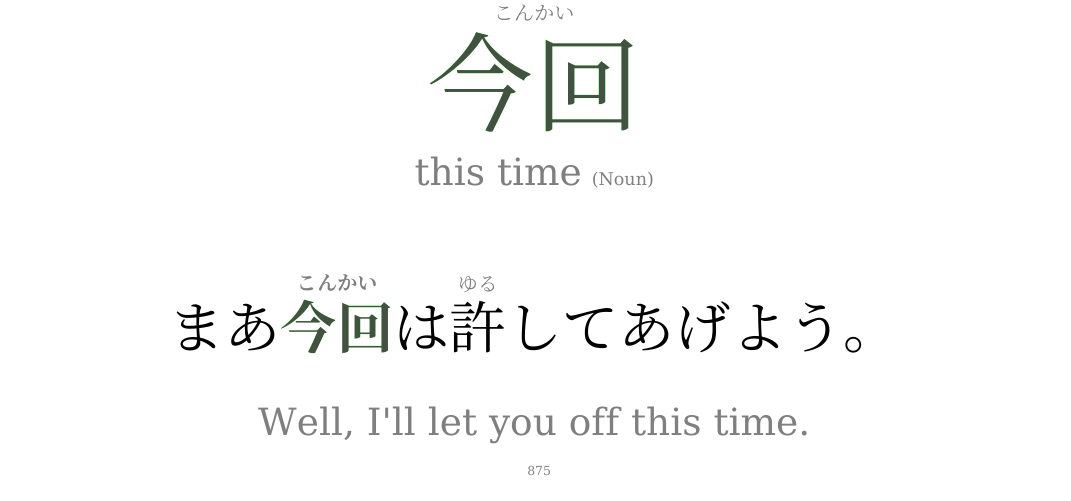 こんかい
今回
this time (Noun)
こんかい ゆる
まあ今回は許してあげよう。
Well, I'll let you off this time.
875